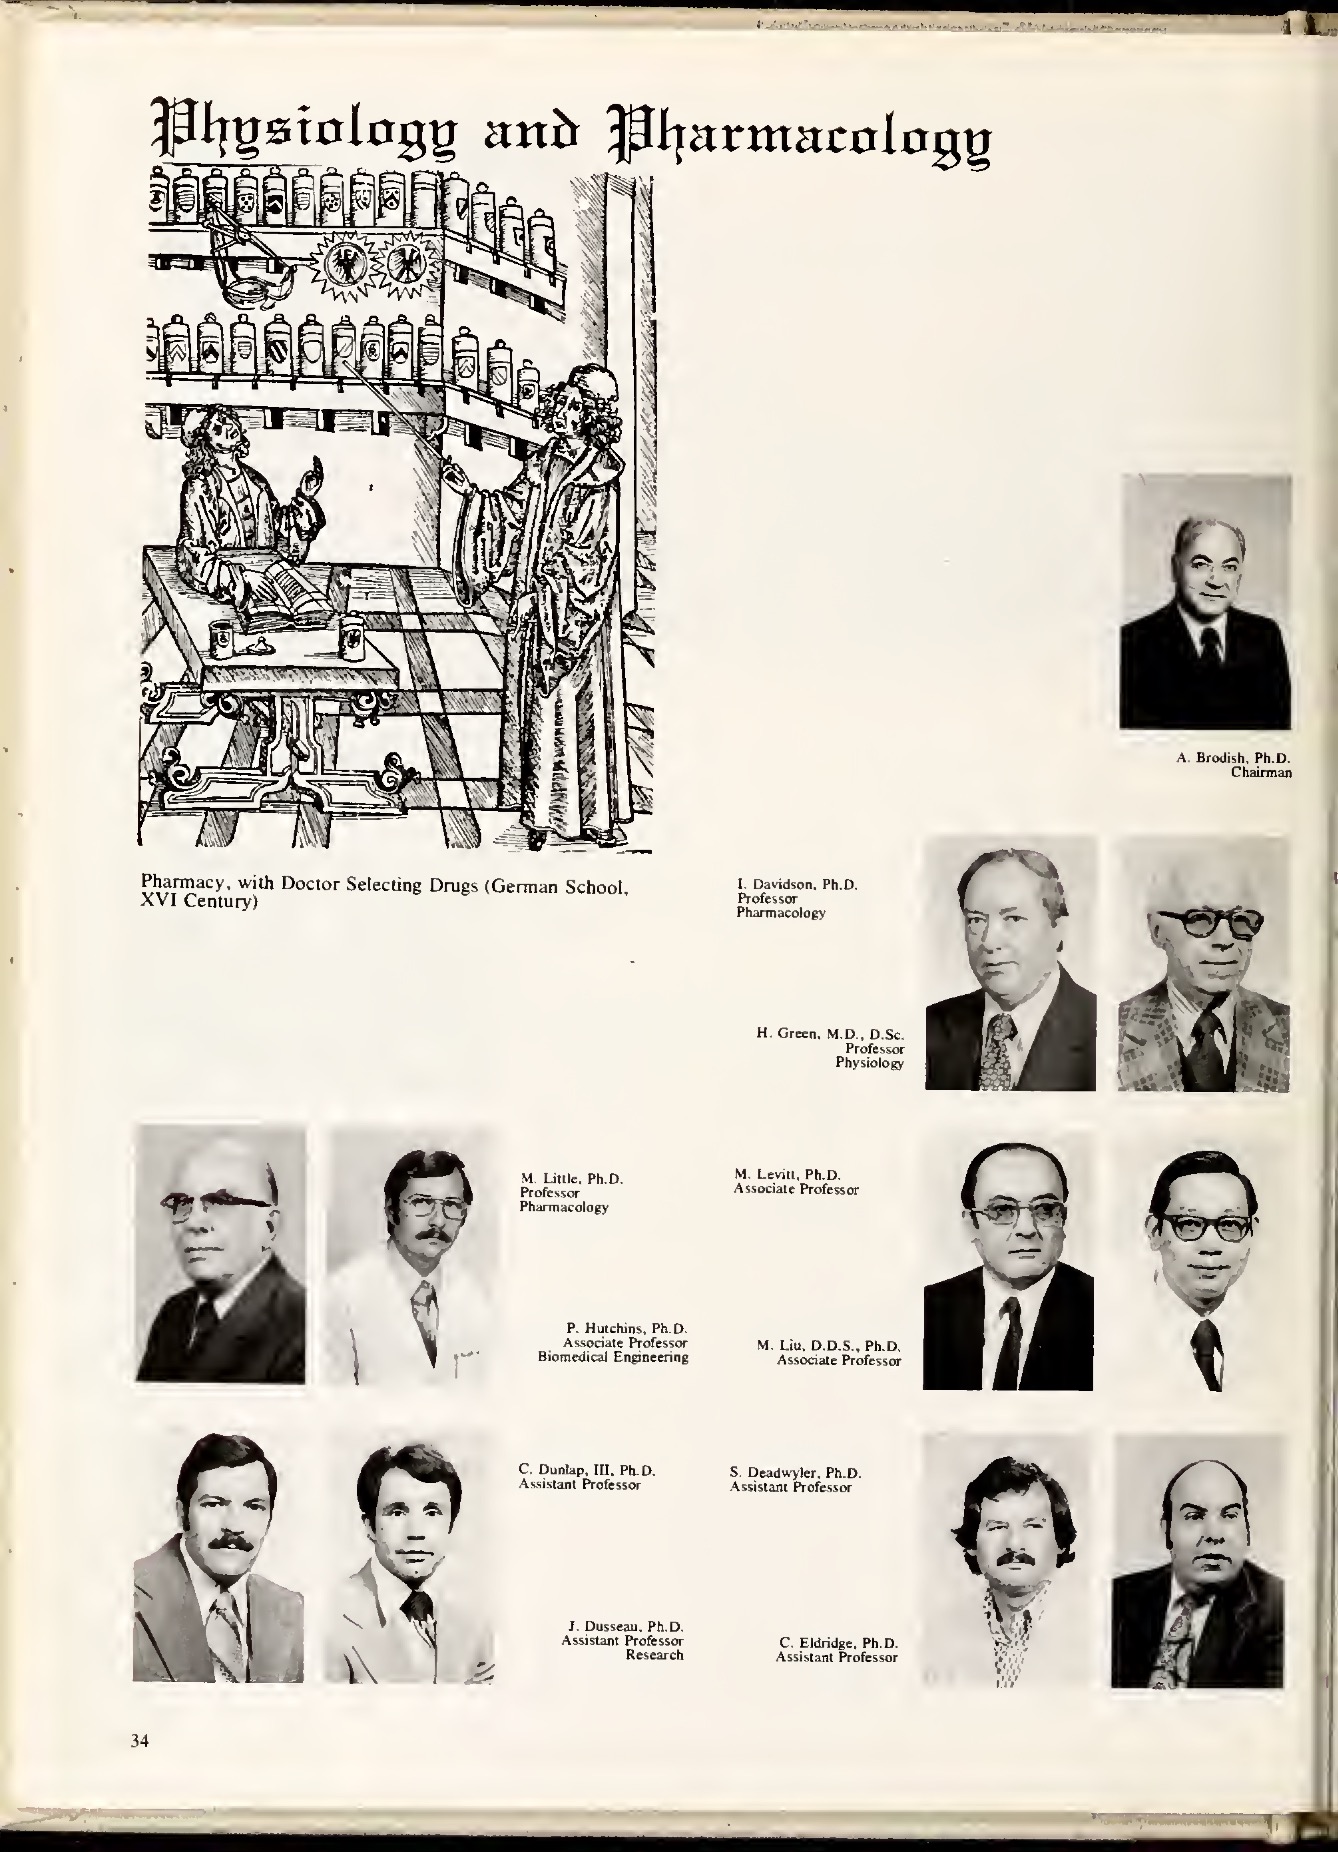 Physiology and Pharmacology
Pharmacy, with Doctor Selecting Drugs (German School,
XVI Century)
A. Brodish, Ph.D.
Chairman
I. Davidson, Ph.D.
Professor
Pharmacology
H. Green, M.D., D.Sc.
Professor
Physiology
M. Little, Ph.D.
Professor
Pharmacology
P. Hutchins, Ph.D.
Associate Professor
Biomedical Engineering
M. Levitt, Ph.D.
Associate Professor
M. Liu, D.D.S., Ph.D.
Associate Professor
C. Dunlap, III, Ph.D.
Assistant Professor
J. Dusseau, Ph.D.
Assistant Professor
Research
S. Deadwyler, Ph.D.
Assistant Professor
C. Eldridge, Ph.D.
Assistant Professor
34